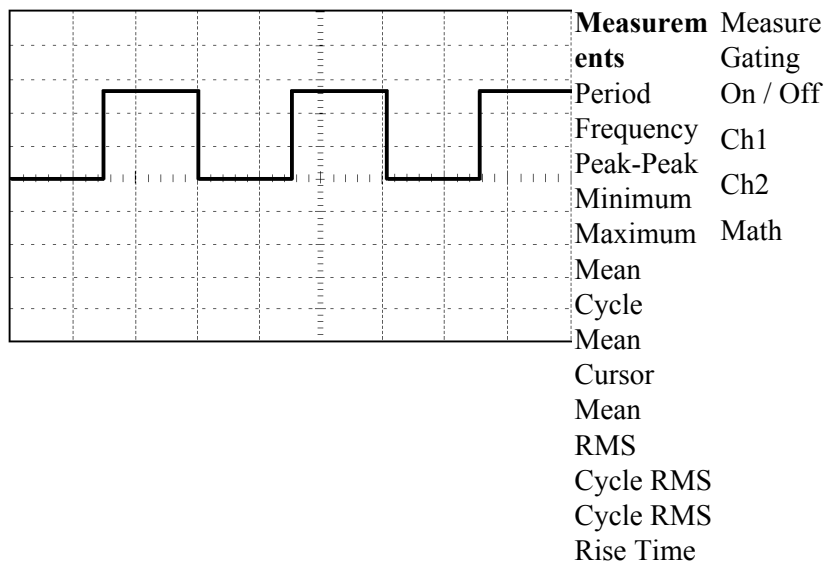 Measurem
ents
Period
Frequency
Peak-Peak
Minimum
Maximum
Mean
Cycle
Mean
Cursor
Mean
RMS
Cycle RMS
Cycle RMS
Rise Time
Measure
Gating
On / Off
Ch1
Ch2
Math